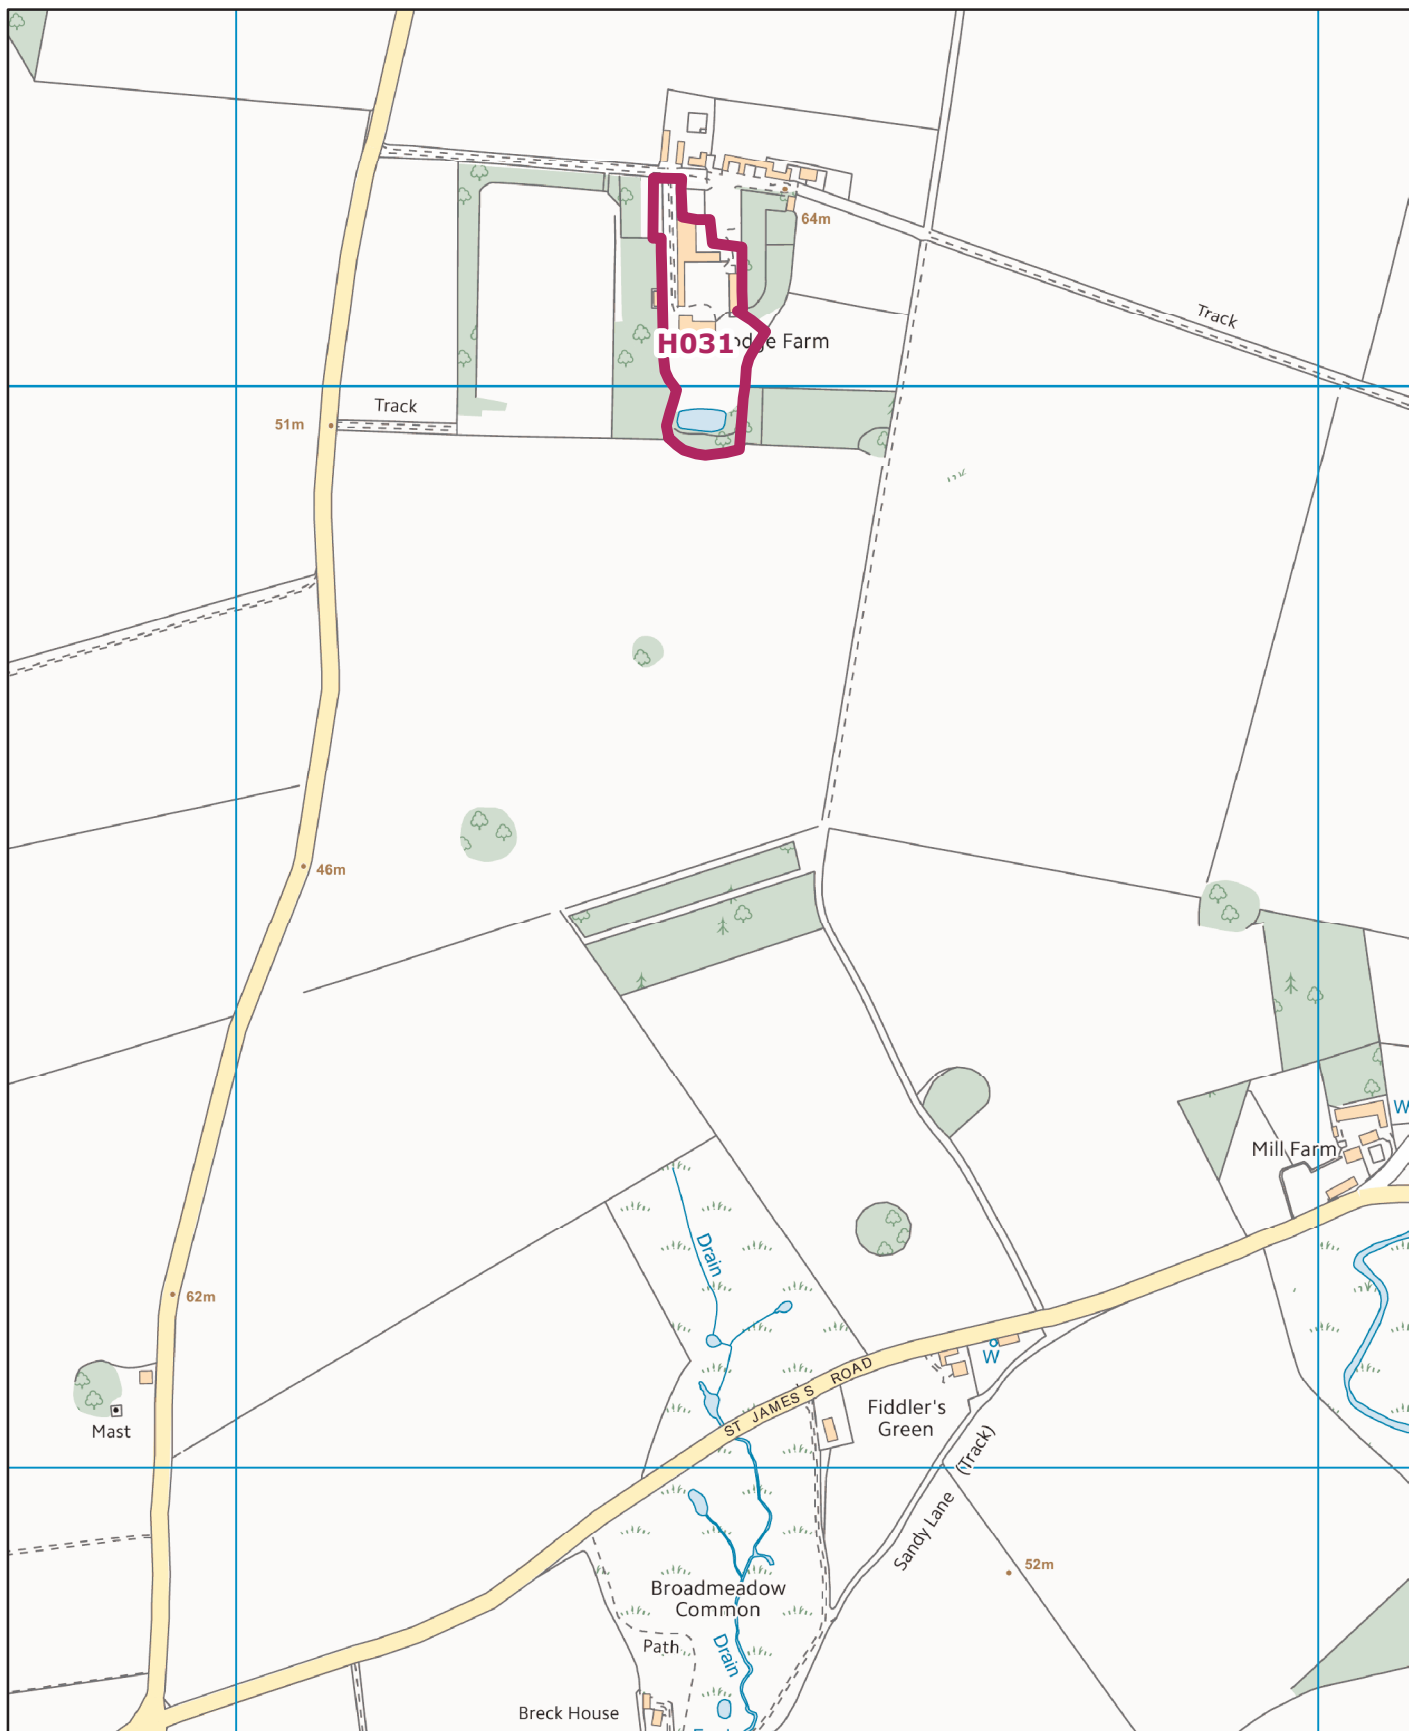 64m
Track
H031
odge Farm
Track
51m
46m
Mill Farm
W
Drain
62m
ST JAMES S ROAD
W
Mast
Fiddler's
Green
Sandy Lane (Track)
52m
Broadmeadow
Common
Path
Drain
Breck House